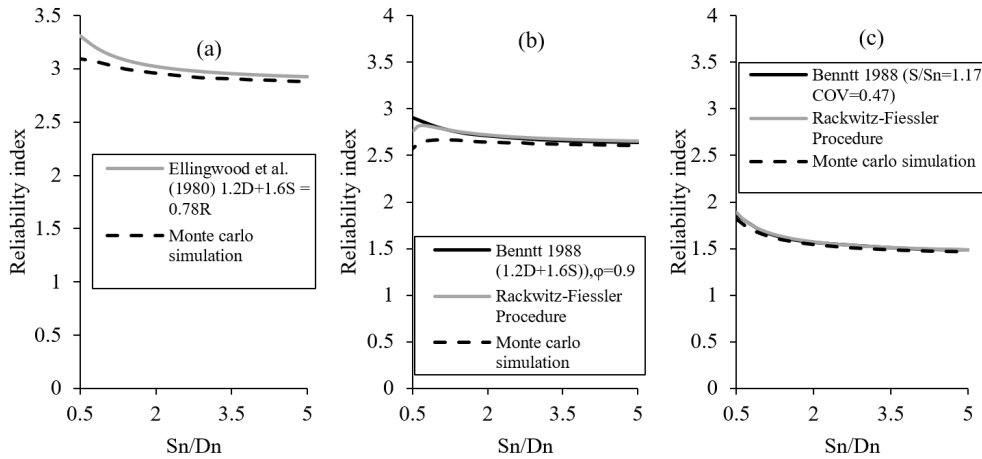 (a)
Reliability index
3.5
3
2.5
2
1.5
1
0.5
0
0.5
2
3.5
5
Sn/Dn
Ellingwood et al.
(1980) 1.2D+1.6S =
0.78R
Monte carlo
simulation
(b)
Reliability index
4
3.5
3
2.5
2
1.5
1
0.5
0
0.5
2
3.5
5
Sn/Dn
Benntt 1988
(1.2D+1.6S)),φ=0.9
Rackwitz-Fiessler
Procedure
Monte carlo
simulation
(c)
Reliability index
4
3.5
3
2.5
2
1.5
1
0.5
0
0.5
2
3.5
5
Sn/Dn
Benntt 1988 (S/Sn=1.17
COV=0.47)
Rackwitz-Fiessler
Procedure
Monte carlo simulation